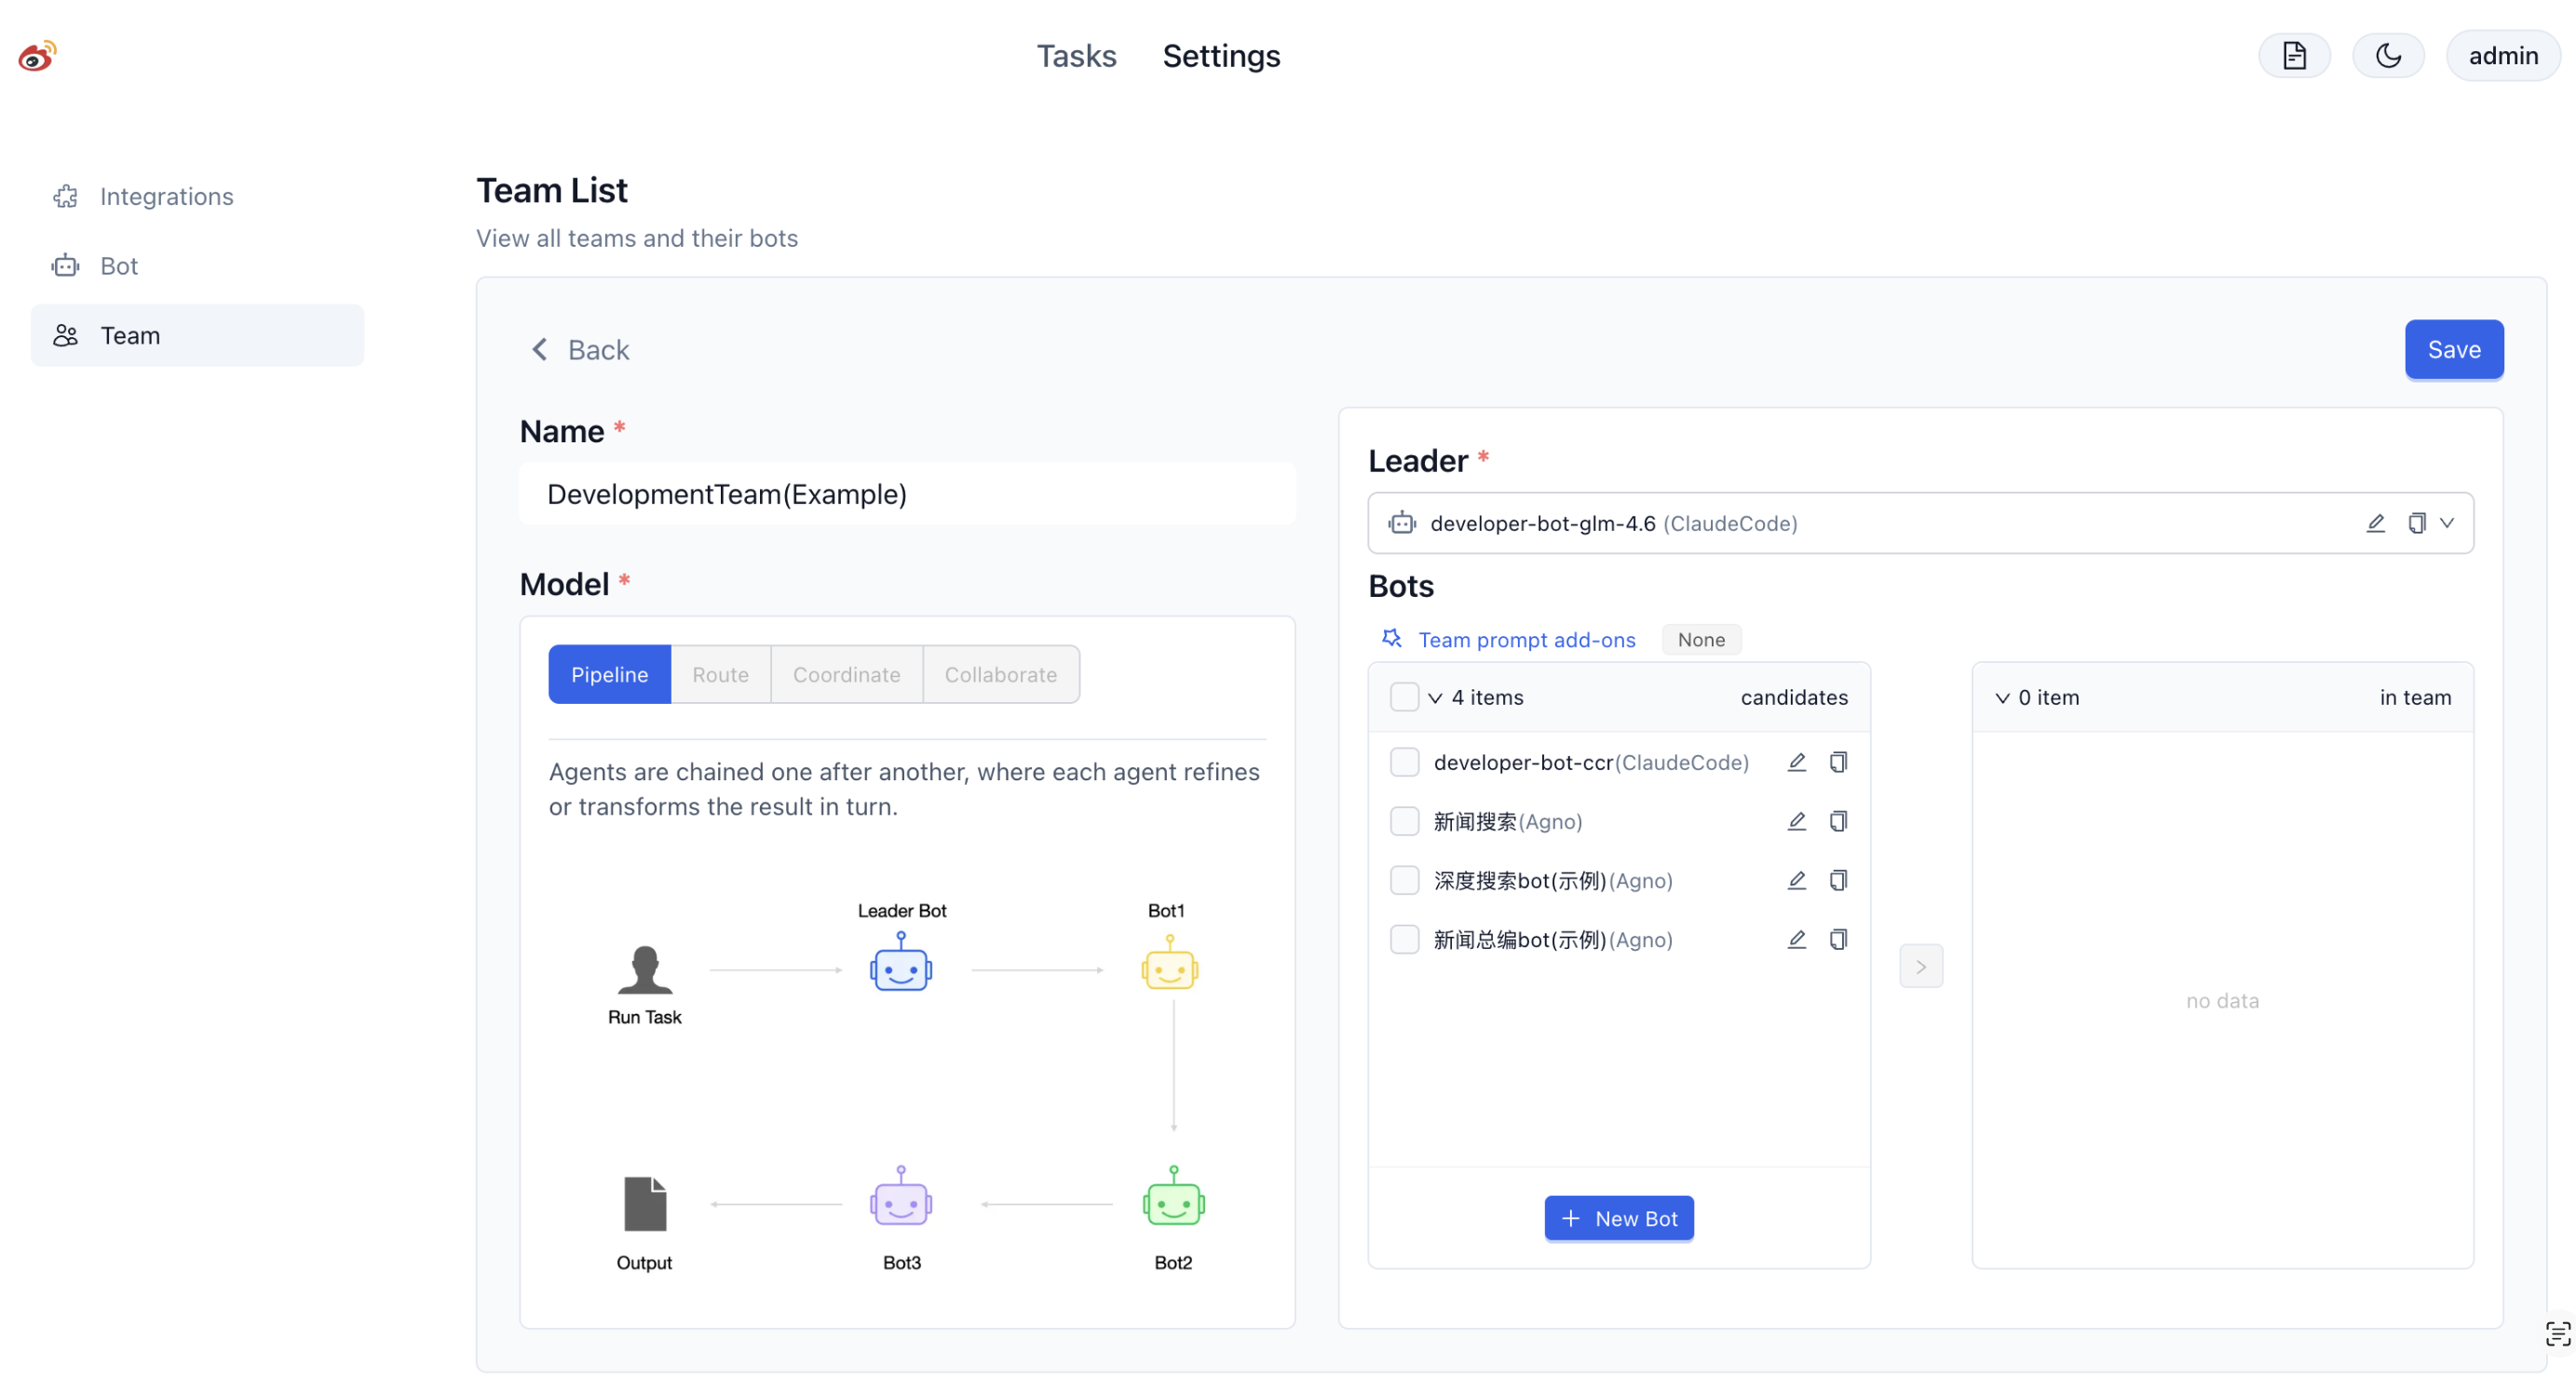 Tasks Settings
admin
Integrations
Bot
Team
Team List
View all teams and their bots
Back
Save
Name *
DevelopmentTeam(Example)
Model *
Pipeline Route Coordinate Collaborate
Agents are chained one after another, where each agent refines
or transforms the result in turn.
Leader Bot
Bot1
Run Task
Output
Bot3
Bot2
Leader *
developer-bot-glm-4.6 (ClaudeCode)
Bots
Team prompt add-ons None
4 items candidates
developer-bot-ccr(ClaudeCode)
新闻搜索(Agno)
深度搜索bot(示例)(Agno)
新闻总编bot(示例)(Agno)
+ New Bot
0 item in team
no data